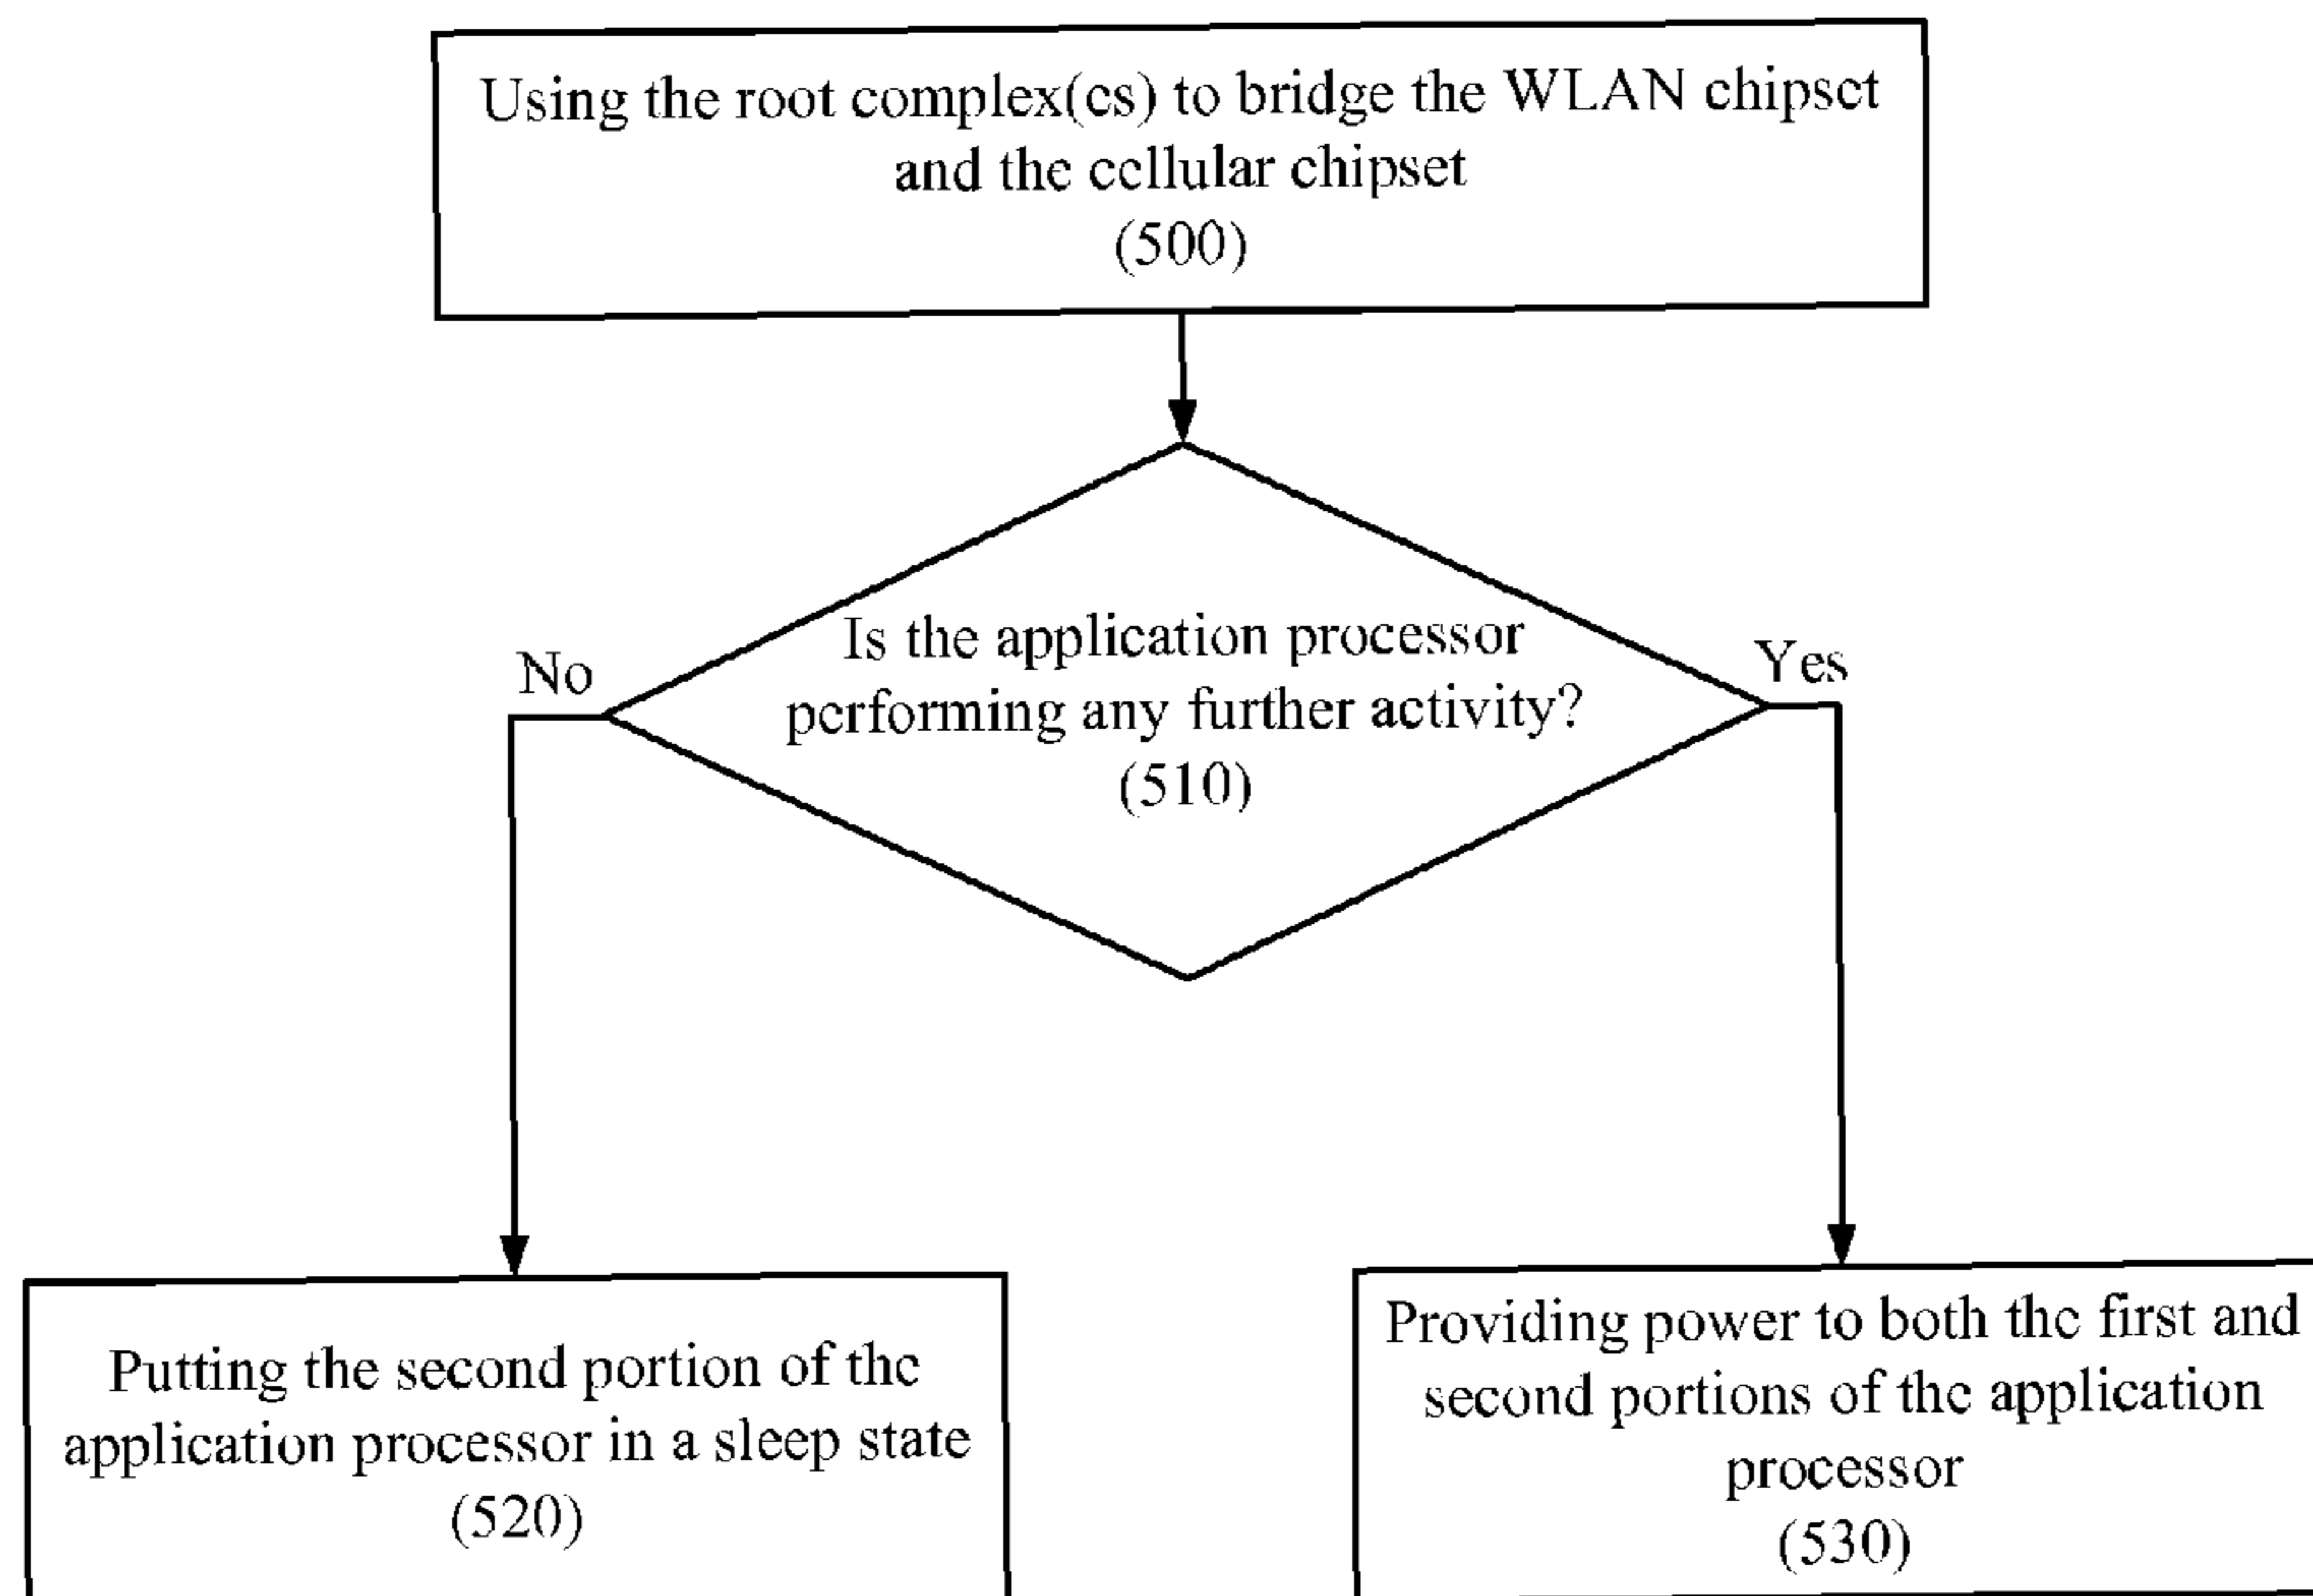 Using the root complex(es) to bridge the WLAN chipset
and the cellular chipset
(500)
Is the application processor
performing any further activity?
(510)
No
Yes
Putting the second portion of the
application processor in a sleep state
(520)
Providing power to both the first and
second portions of the application
processor
(530)